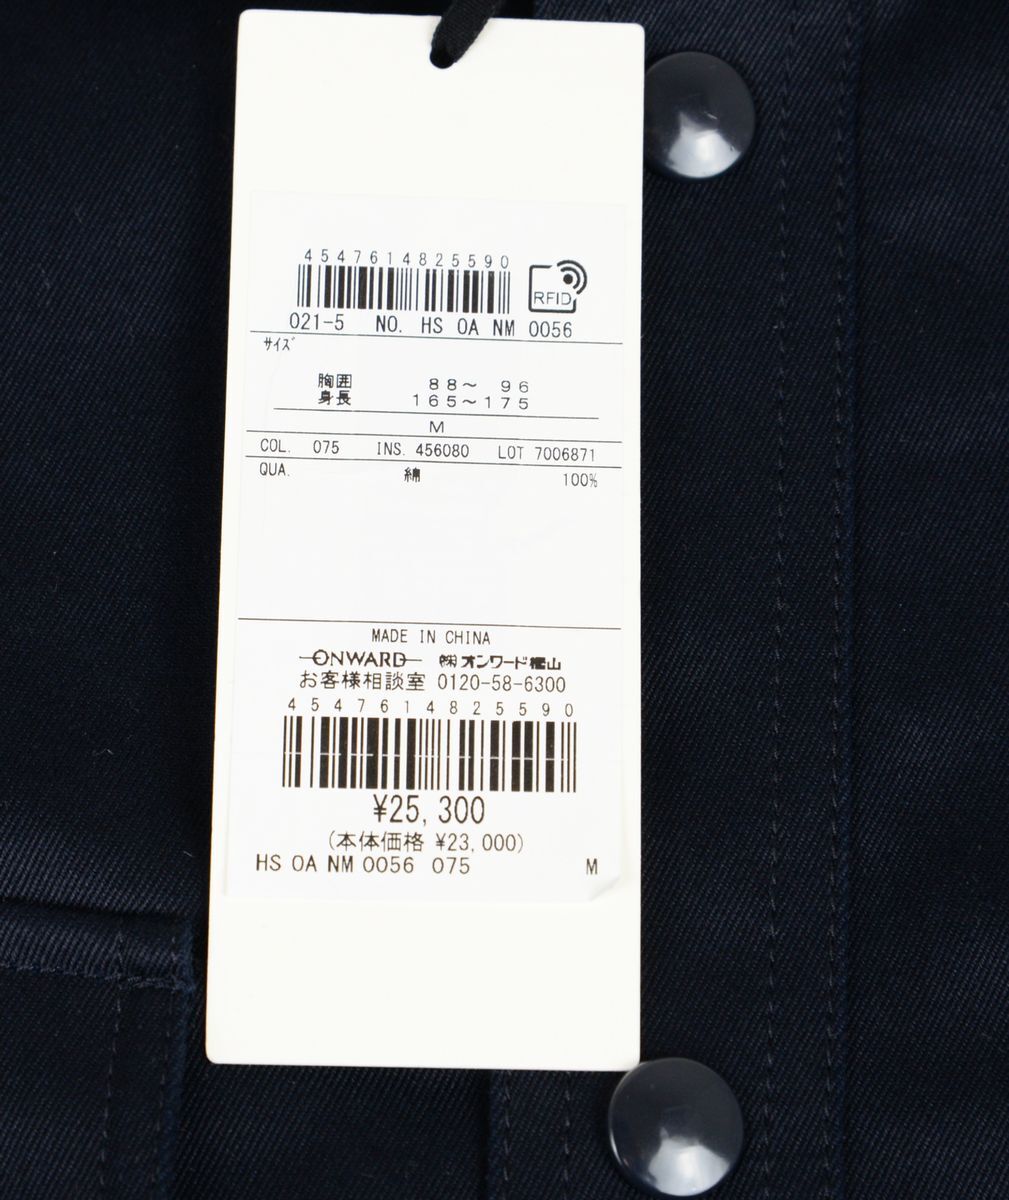 4547614825590
RFID
021-5 NO. HS OA NM 0056
サイズ
胸囲 88～ 96
身長 165～175
M
COL. 075 INS. 456080 LOT 7006871
QUA. 綿 100%
MADE IN CHINA
ONWARD ㈱オンワード樫山
お客様相談室 0120-58-6300
4547614825590
¥25,300
(本体価格 ¥23,000)
HS OA NM 0056 075 M